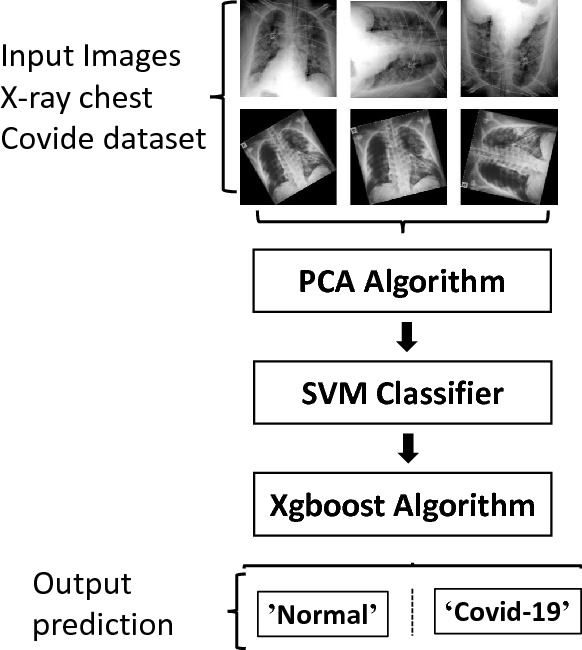 Input Images
X-ray chest
Covide dataset
PCA Algorithm
SVM Classifier
Xgboost Algorithm
Output
prediction
’Normal’
‘Covid-19’